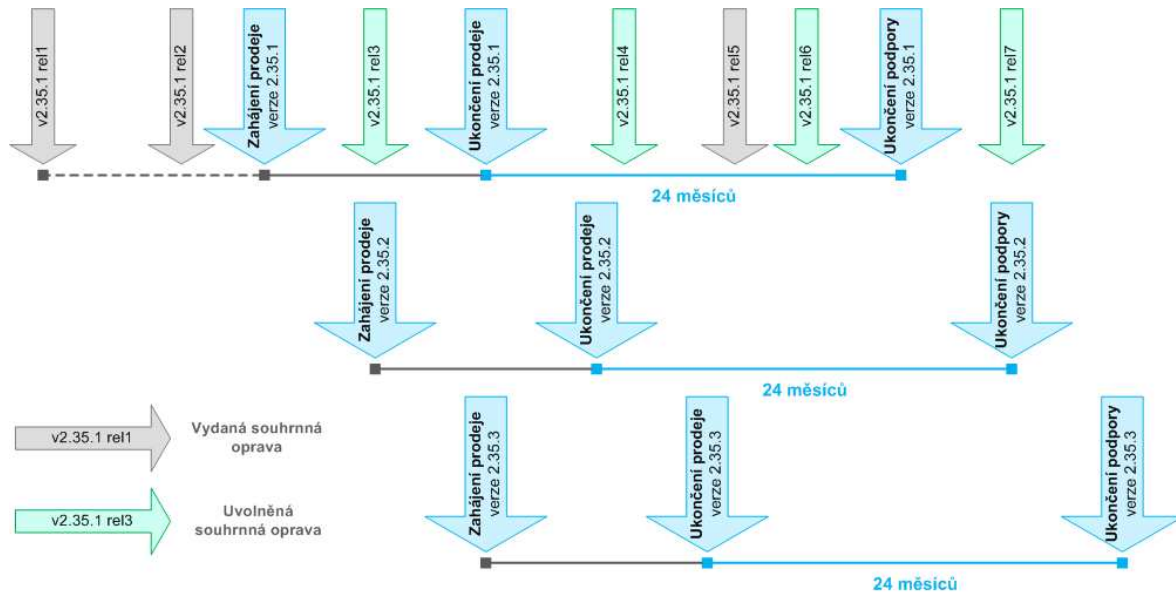 v2.35.1 rel1
v2.35.1 rel2
Zahájení prodeje
verze 2.35.1
v2.35.1 rel3
Ukončení prodeje
verze 2.35.1
v2.35.1 rel4
v2.35.1 rel5
v2.35.1 rel6
Ukončení podpory
verze 2.35.1
v2.35.1 rel7
24 měsíců
Zahájení prodeje
verze 2.35.2
Ukončení prodeje
verze 2.35.2
Ukončení podpory
verze 2.35.2
24 měsíců
Zahájení prodeje
verze 2.35.3
Ukončení prodeje
verze 2.35.3
Ukončení podpory
verze 2.35.3
24 měsíců
v2.35.1 rel1
Vydaná souhrnná
oprava
v2.35.1 rel3
Uvolněná
souhrnná oprava